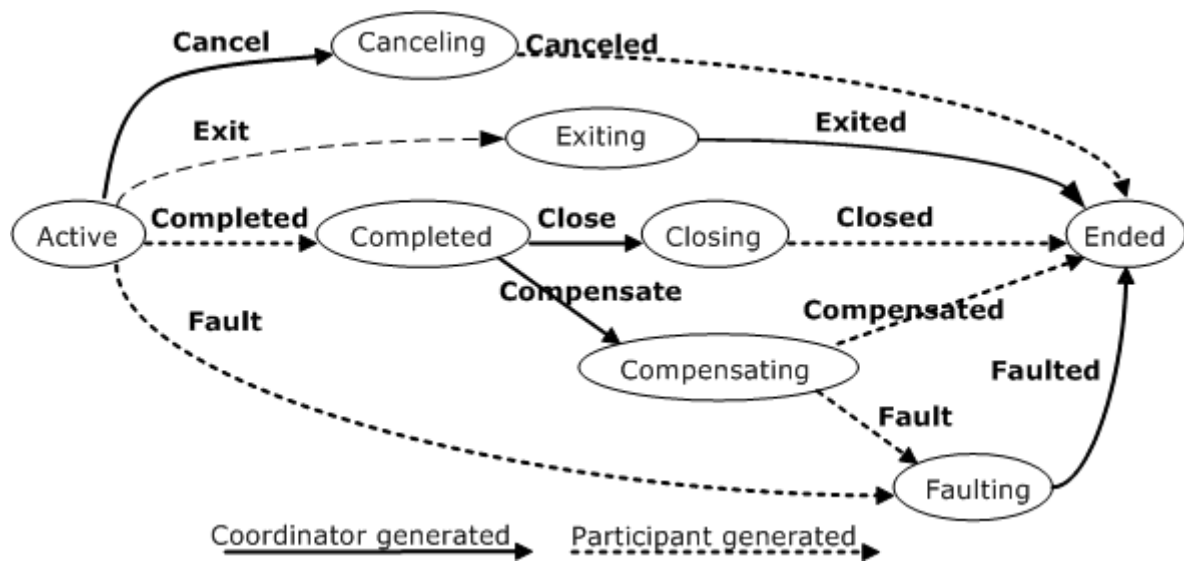 Cancel
Canceling
Canceled
Exit
Exiting
Exited
Active
Completed
Completed
Close
Closing
Closed
Ended
Compensate
Compensated
Fault
Compensating
Faulted
Fault
Faulting
Coordinator generated
Participant generated